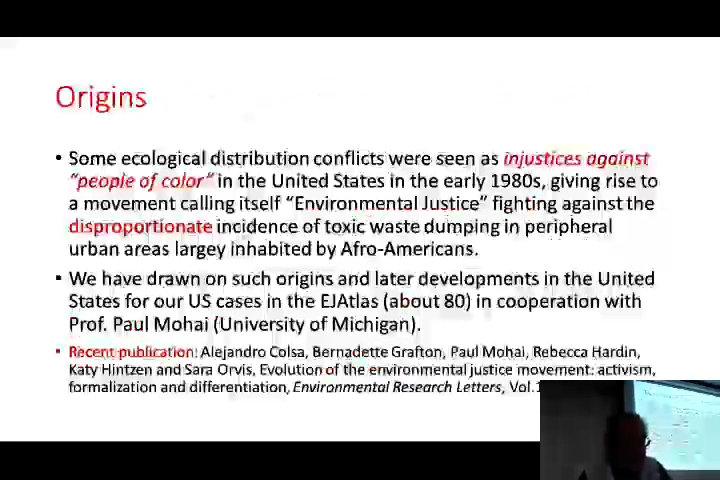 Origins
• Some ecological distribution conflicts were seen as injustices against
"people of color" in the United States in the early 1980s, giving rise to
a movement calling itself "Environmental Justice" fighting against the
disproportionate incidence of toxic waste dumping in peripheral
urban areas largey inhabited by Afro-Americans.
• We have drawn on such origins and later developments in the United
States for our US cases in the EJAtlas (about 80) in cooperation with
Prof. Paul Mohai (University of Michigan).
• Recent publication: Alejandro Colsa, Bernadette Grafton, Paul Mohai, Rebecca Hardin,
Katy Hintzen and Sara Orvis, Evolution of the environmental justice movement: activism,
formalization and differentiation, Environmental Research Letters, Vol.